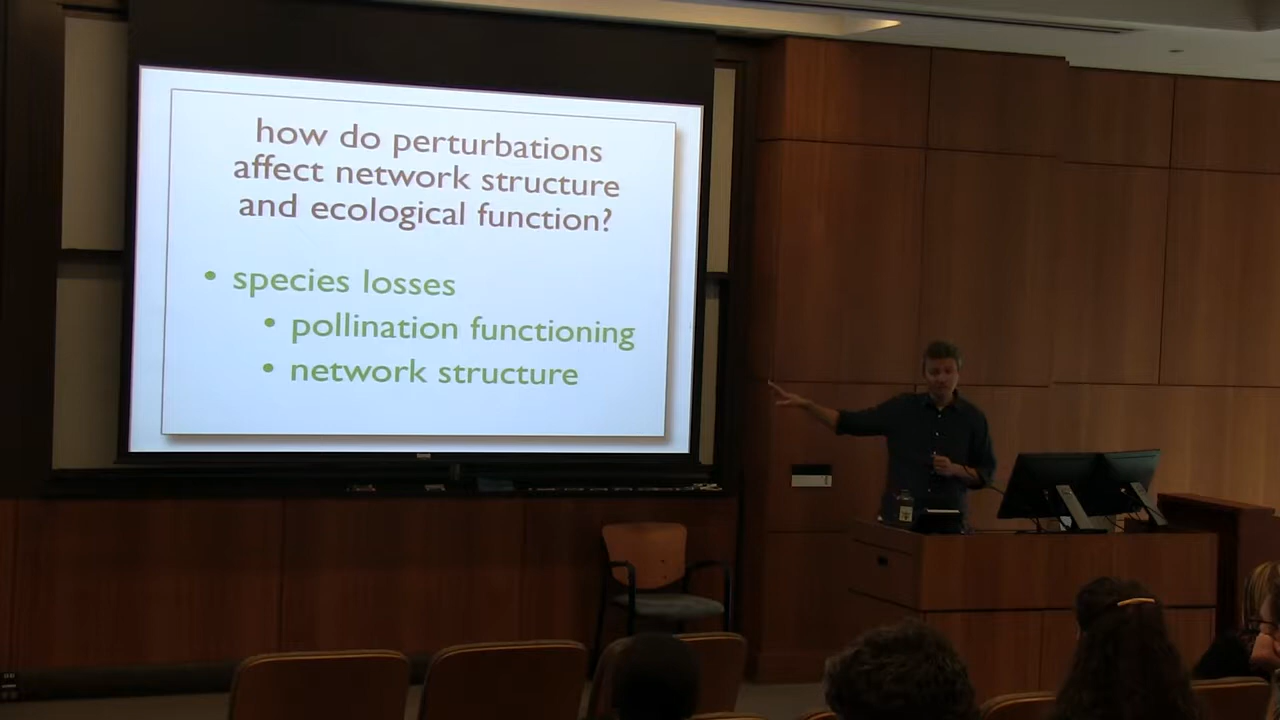 how do perturbations
affect network structure
and ecological function?
• species losses
• pollination functioning
• network structure